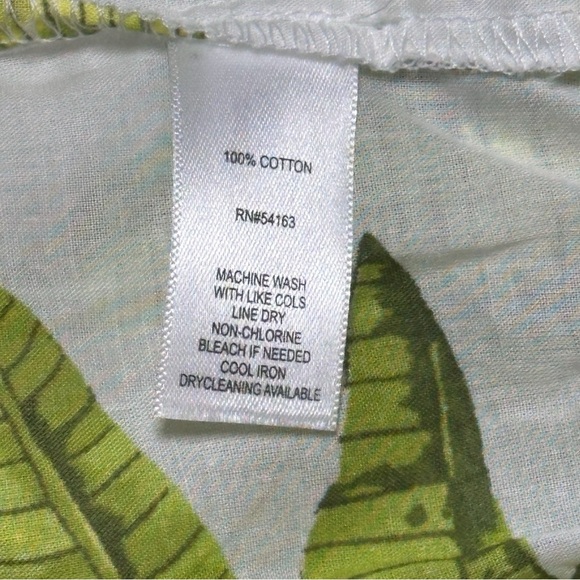 100% COTTON
RN#54163
MACHINE WASH
WITH LIKE COLS
LINE DRY
NON-CHLORINE
BLEACH IF NEEDED
COOL IRON
DRYCLEANING AVAILABLE